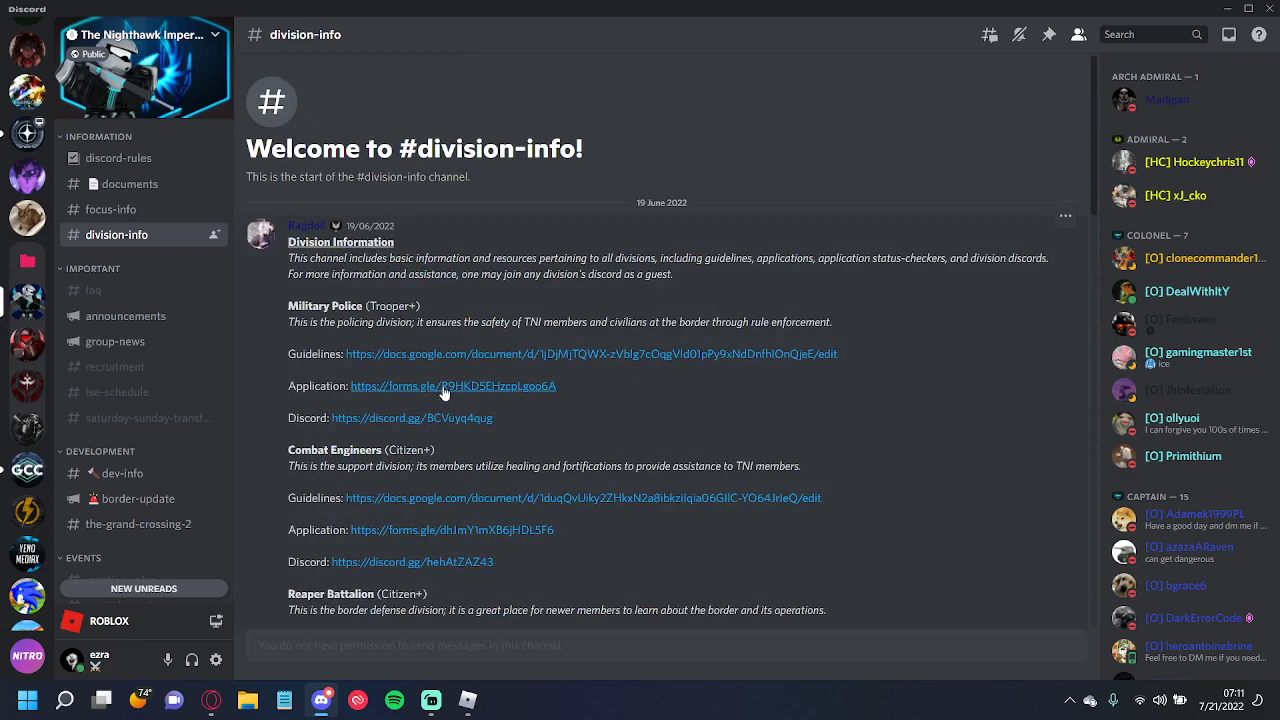 Discord
The Nighthawk Imper...
Public
INFORMATION
discord-rules
documents
focus-info
division-info
IMPORTANT
faq
announcements
group-news
recruitment
lse-schedule
saturday-sunday-transf...
DEVELOPMENT
dev-info
border-update
the-grand-crossing-2
EVENTS
NEW UNREADS
ROBLOX
ezra
X
YENO
MEDIAX
GCC
NITRO
# division-info
Search
Welcome to #division-info!
This is the start of the #division-info channel.
19 June 2022
Ragdoll 19/06/2022
Division Information
This channel includes basic information and resources pertaining to all divisions, including guidelines, applications, application status-checkers, and division discords.
For more information and assistance, one may join any division's discord as a guest.
Military Police (Trooper+)
This is the policing division; it ensures the safety of TNI members and civilians at the border through rule enforcement.
Guidelines: https://docs.google.com/document/d/1jDjMjTQWX-zVblg7cOqgVld01pPy9xNdDnfhlOnQjeE/edit
Application: https://forms.gle/R9HKD5EHzcpLgoo6A
Discord: https://discord.gg/BCVuyq4qug
Combat Engineers (Citizen+)
This is the support division; its members utilize healing and fortifications to provide assistance to TNI members.
Guidelines: https://docs.google.com/document/d/1duqQvUiky2ZHkxN2a8ibkziIqia06GIlC-YO64JrIeQ/edit
Application: https://forms.gle/dhJmY1mXB6jHDL5F6
Discord: https://discord.gg/hehAtZAZ43
Reaper Battalion (Citizen+)
This is the border defense division; it is a great place for newer members to learn about the border and its operations.
You do not have permission to send messages in this channel.
ARCH ADMIRAL — 1
Madigan
ADMIRAL — 2
[HC] Hockeychris11
[HC] xJ_cko
COLONEL — 7
[O] clonecommander1...
[O] DealWithItY
[O] Feniksaen
[O] gamingmaster1st
ice
[O] Jhinfestation
[O] ollyuoi
I can forgive you 100s of times ...
[O] Primithium
CAPTAIN — 15
[O] Adamek1999PL
Have a good day and dm me if ...
[O] azazaARaven
can get dangerous
[O] bgrace6
[O] DarkErrorCode
[O] heroantoinebrine
Feel free to DM me if you need...
74°
07:11